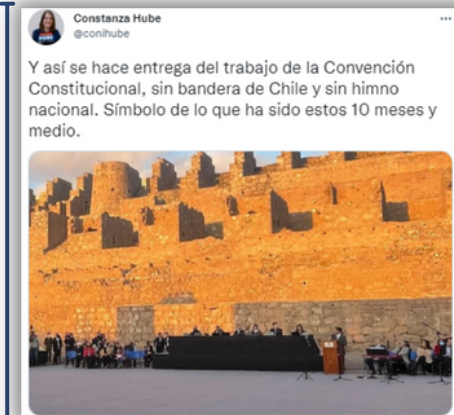 Constanza Hube
@conihube
Y así se hace entrega del trabajo de la Convención
Constitucional, sin bandera de Chile y sin himno
nacional. Símbolo de lo que ha sido estos 10 meses y
medio.